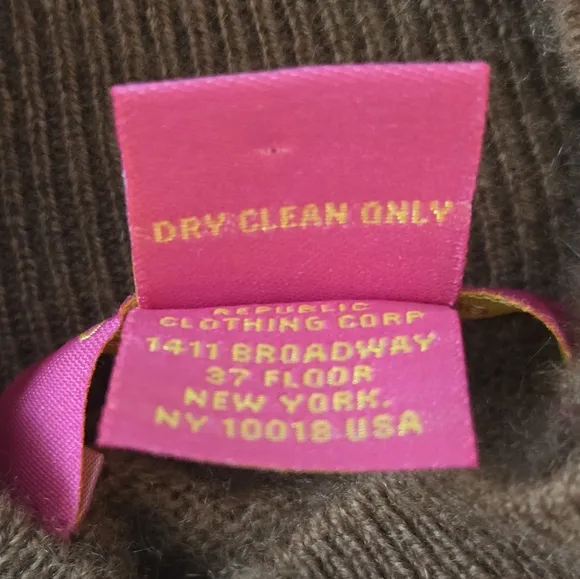 DRY CLEAN ONLY
REPUBLIC
CLOTHING CORP
1411 BROADWAY
37 FLOOR
NEW YORK.
NY 10018 USA